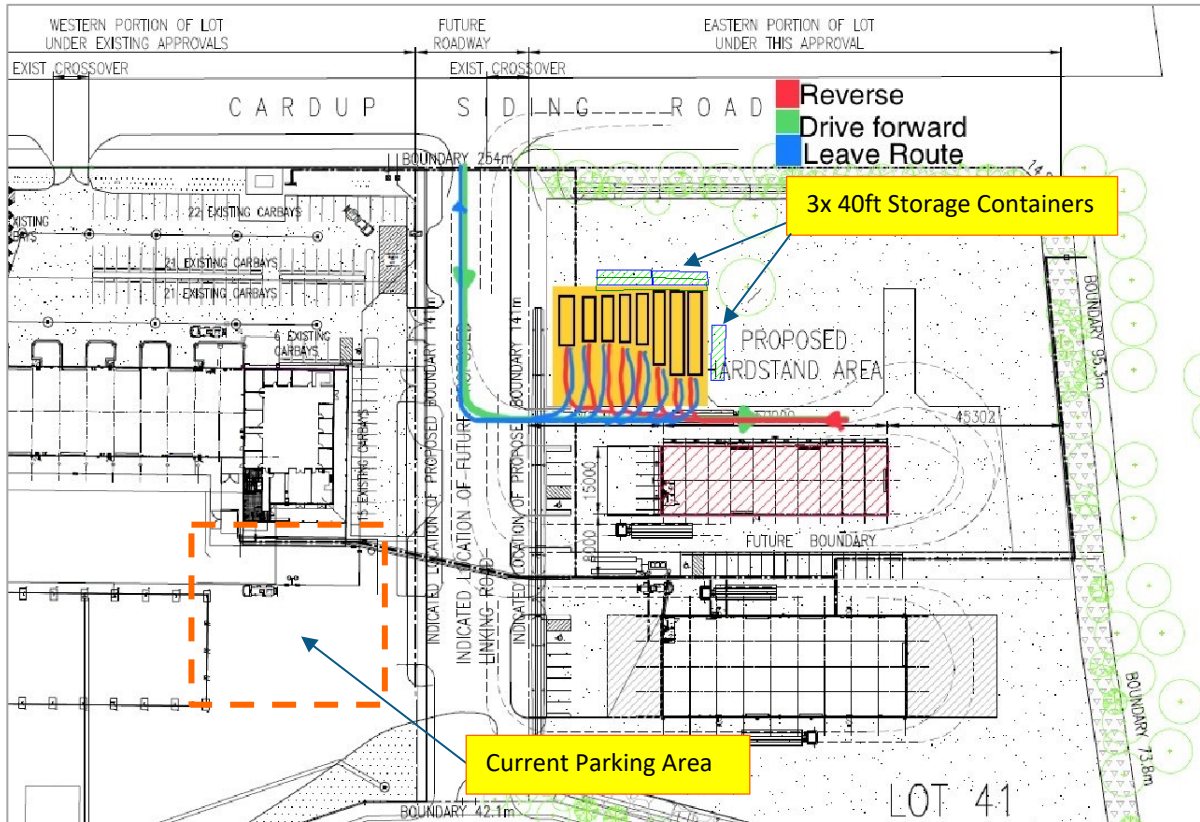 WESTERN PORTION OF LOT
UNDER EXISTING APPROVALS
FUTURE
ROADWAY
EASTERN PORTION OF LOT
UNDER THIS APPROVAL
EXIST CROSSOVER
EXIST CROSSOVER
CARDUP SIDING ROAD
Reverse
Drive forward
Leave Route
BOUNDARY 254m
3x 40ft Storage Containers
22 EXISTING CARBAYS
21 EXISTING CARBAYS
21 EXISTING CARBAYS
6 EXISTING
CARBAYS
15 EXISTING CARBAYS
PROPOSED
HARDSTAND AREA
BOUNDARY 95.3m
INDICATED LOCATION OF PROPOSED BOUNDARY 141m
INDICATED LOCATION OF FUTURE
LINKING ROAD
INDICATED LOCATION OF PROPOSED BOUNDARY 141m
45302
15000
FUTURE BOUNDARY
BOUNDARY 73.8m
Current Parking Area
LOT 41
BOUNDARY 42.1m